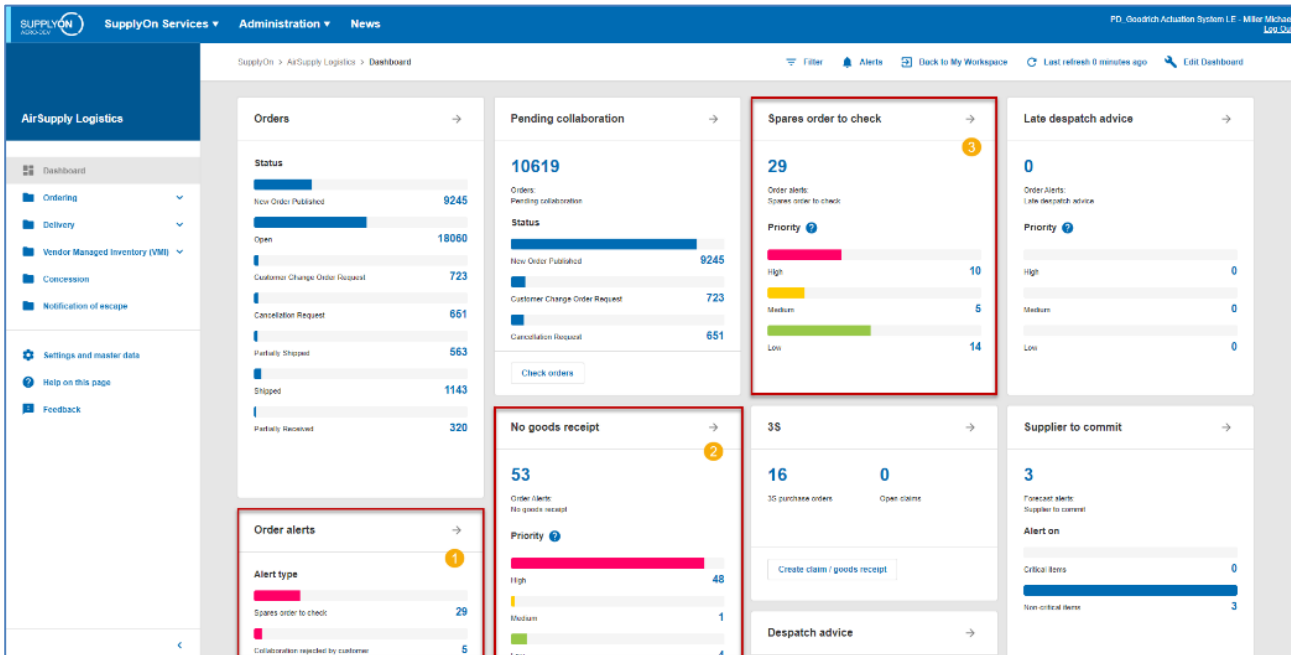 SUPPLYON
AERO-DEV
SupplyOn Services ▾
Administration ▾
News
PD_Goodrich Actuation System LE - Miller Michae
Log Out
SupplyOn > AirSupply Logistics > Dashboard
Filter
Alerts
Back to My Workspace
Last refresh 0 minutes ago
Edit Dashboard
AirSupply Logistics
Dashboard
Ordering
Delivery
Vendor Managed Inventory (VMI)
Concession
Notification of escape
Settings and master data
Help on this page
Feedback
Orders
Status
New Order Published 9245
Open 18060
Customer Change Order Request 723
Cancellation Request 651
Partially Shipped 563
Shipped 1143
Partially Received 320
Order alerts
1
Alert type
Spares order to check 29
Collaboration rejected by customer 5
Pending collaboration
10619
Orders:
Pending collaboration
Status
New Order Published 9245
Customer Change Order Request 723
Cancellation Request 651
Check orders
No goods receipt
2
53
Order Alerts:
No goods receipt
Priority ?
High 48
Medium 1
Low 4
Spares order to check
3
29
Order alerts:
Spares order to check
Priority ?
High 10
Medium 5
Low 14
3S
16 0
3S purchase orders Open claims
Create claim / goods receipt
Despatch advice
Late despatch advice
0
Order Alerts:
Late despatch advice
Priority ?
High 0
Medium 0
Low 0
Supplier to commit
3
Forecast alerts:
Supplier to commit
Alert on
Critical items 0
Non-critical items 3